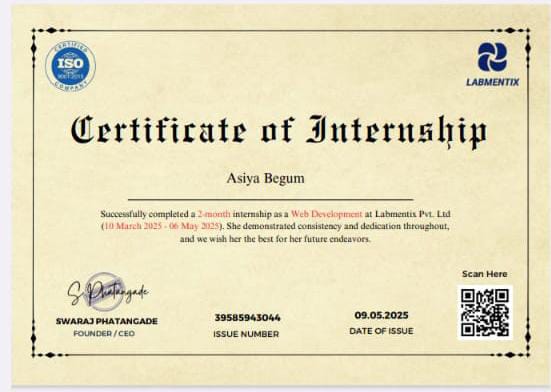 CERTIFIED
ISO
9001:2015
COMPANY
LABMENTIX
Certificate of Internship
Asiya Begum
Successfully completed a 2-month internship as a Web Development at Labmentix Pvt. Ltd
(10 March 2025 - 06 May 2025). She demonstrated consistency and dedication throughout,
and we wish her the best for her future endeavors.
Scan Here
S Phatangade
SWARAJ PHATANGADE
FOUNDER / CEO
39585943044
ISSUE NUMBER
09.05.2025
DATE OF ISSUE